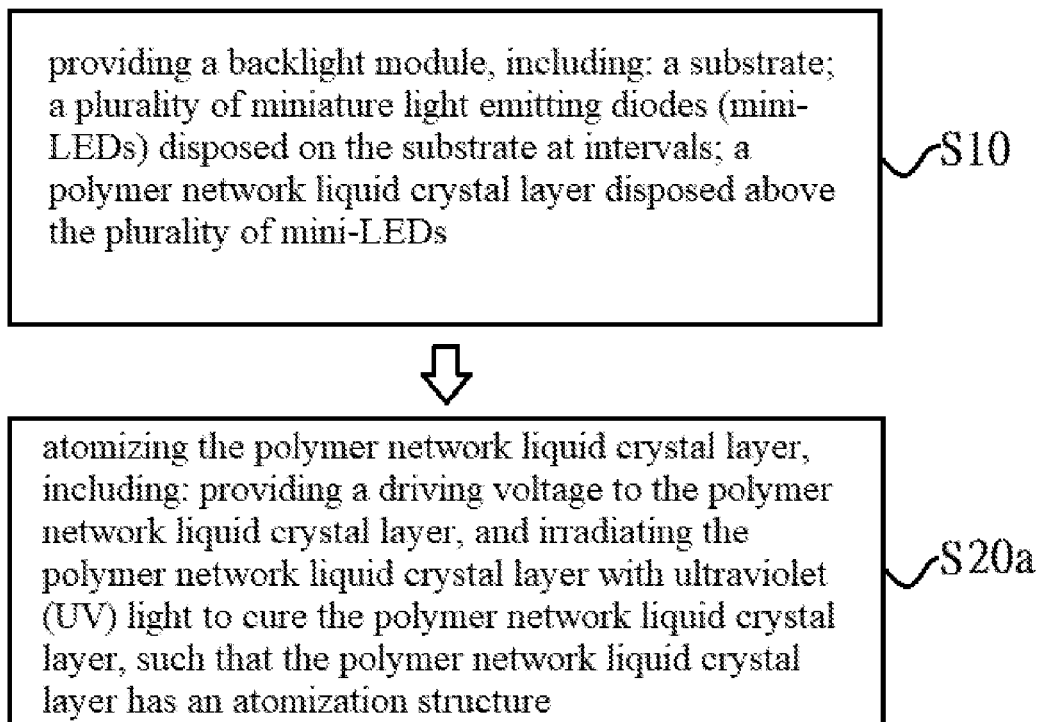 providing a backlight module, including: a substrate;
a plurality of miniature light emitting diodes (mini-
LEDs) disposed on the substrate at intervals; a
polymer network liquid crystal layer disposed above
the plurality of mini-LEDs
S10
atomizing the polymer network liquid crystal layer,
including: providing a driving voltage to the polymer
network liquid crystal layer, and irradiating the
polymer network liquid crystal layer with ultraviolet
(UV) light to cure the polymer network liquid crystal
layer, such that the polymer network liquid crystal
layer has an atomization structure
S20a